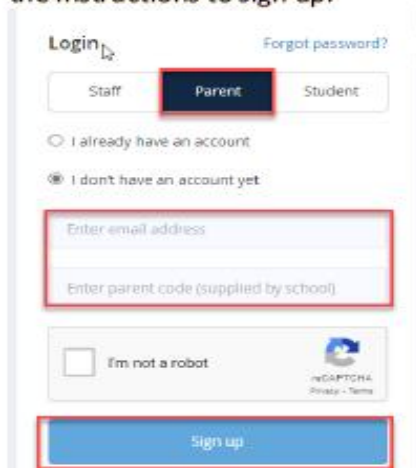 the instructions to sign up.
Login
Forgot password?
Staff
Parent
Student
I already have an account
I don't have an account yet
Enter email address
Enter parent code (supplied by school)
I'm not a robot
reCAPTCHA
Privacy - Terms
Sign up